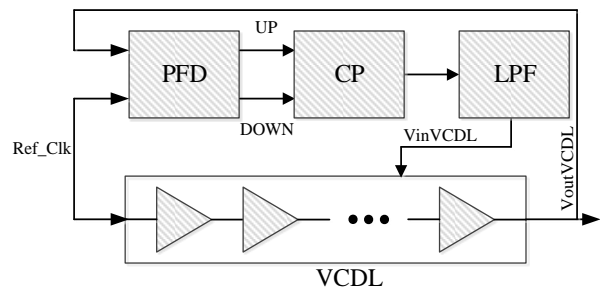 UP
PFD
CP
LPF
DOWN
Ref_Clk
VinVCDL
VoutVCDL
VCDL